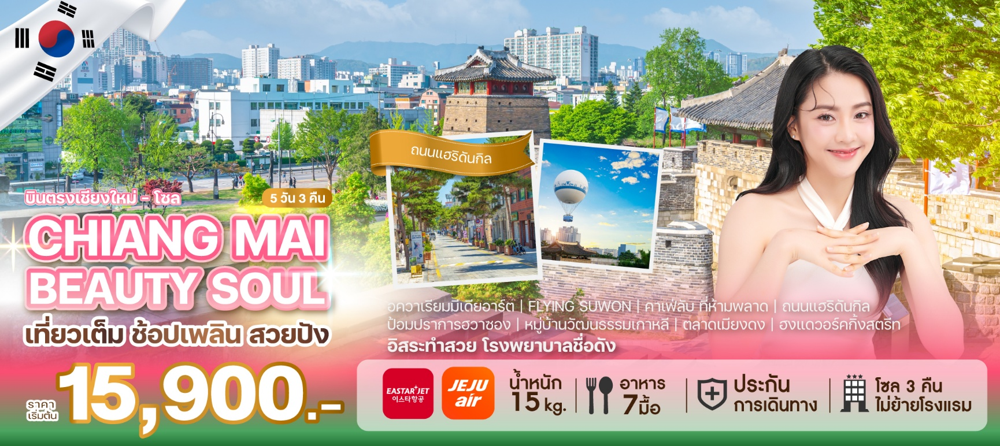 บินตรงเชียงใหม่ - โซล
5 วัน 3 คืน
CHIANG MAI
BEAUTY SOUL
เที่ยวเต็ม ช้อปเพลิน สวยปัง
ราคา
เริ่มต้น
15,900.-
ถนนแฮริดันกิล
อควาเรียมมีเดียอาร์ต | FLYING SUWON | คาเฟ่ลับ ที่ห้ามพลาด | ถนนแฮริดันกิล
ป้อมปราการฮวาซอง | หมู่บ้านวัฒนธรรมเกาหลี | ตลาดเมียงดง | ฮงแดวอร์คกิ้งสตรีท
อิสระทำสวย โรงพยาบาลชื่อดัง
EASTAR JET
이스타항공
JEJU
air
น้ำหนัก
15 kg.
อาหาร
7มื้อ
ประกัน
การเดินทาง
โซล 3 คืน
ไม่ย้ายโรงแรม